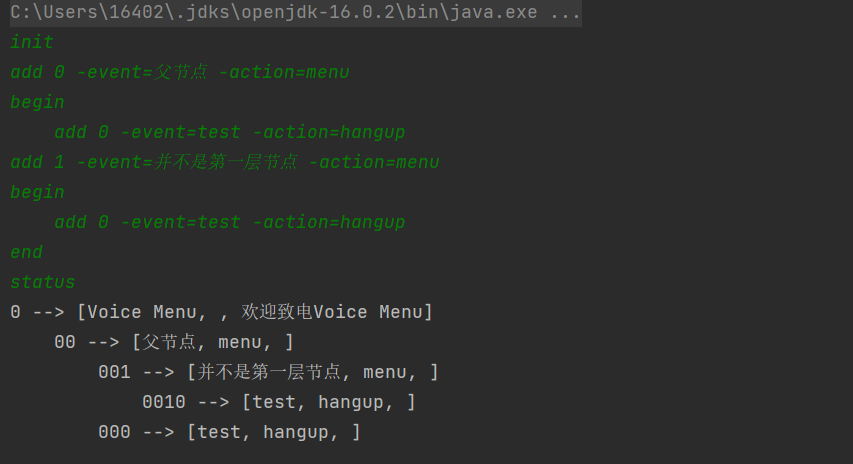 C:\Users\16402\.jdks\openjdk-16.0.2\bin\java.exe ...
init
add 0 -event=父节点 -action=menu
begin
    add 0 -event=test -action=hangup
add 1 -event=并不是第一层节点 -action=menu
begin
    add 0 -event=test -action=hangup
end
status
0 --> [Voice Menu, , 欢迎致电Voice Menu]
    00 --> [父节点, menu, ]
        001 --> [并不是第一层节点, menu, ]
            0010 --> [test, hangup, ]
        000 --> [test, hangup, ]